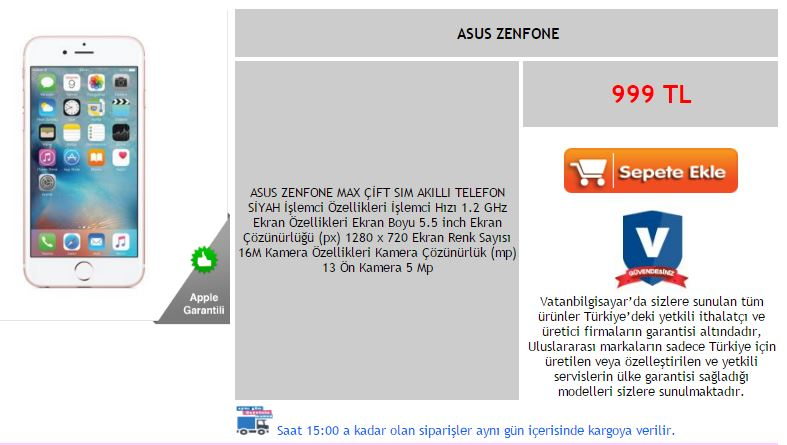 ASUS ZENFONE
999 TL
ASUS ZENFONE MAX ÇİFT SIM AKILLI TELEFON
SİYAH İşlemci Özellikleri İşlemci Hızı 1.2 GHz
Ekran Özellikleri Ekran Boyu 5.5 inch Ekran
Çözünürlüğü (px) 1280 x 720 Ekran Renk Sayısı
16M Kamera Özellikleri Kamera Çözünürlük (mp)
13 Ön Kamera 5 Mp
Apple
Garantili
Sepete Ekle
V
GÜVENDESİNİZ
Vatanbilgisayar’da sizlere sunulan tüm
ürünler Türkiye’deki yetkili ithalatçı ve
üretici firmaların garantisi altındadır,
Uluslararası markaların sadece Türkiye için
üretilen veya özelleştirilen ve yetkili
servislerin ülke garantisi sağladığı
modelleri sizlere sunulmaktadır.
Saat 15:00 a kadar olan siparişler aynı gün içerisinde kargoya verilir.